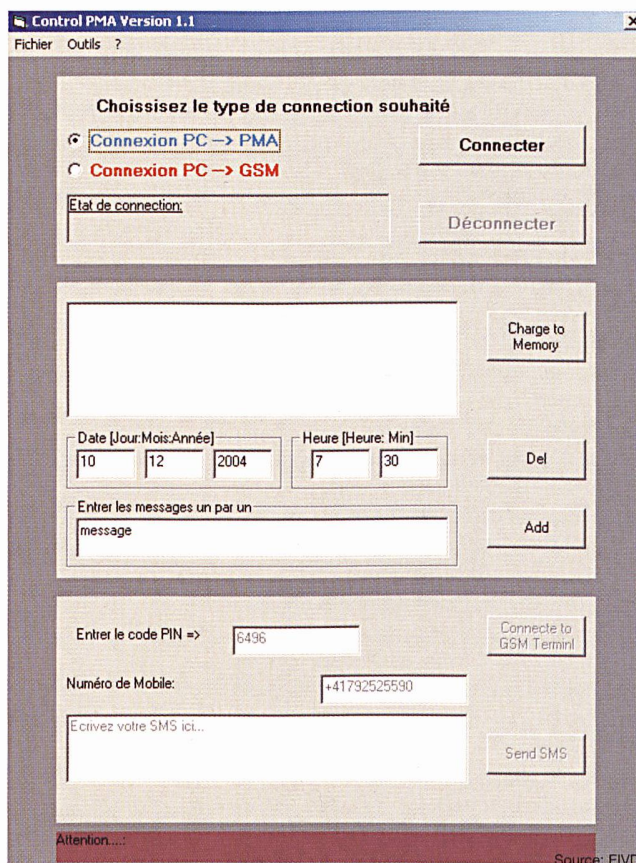 Control PMA Version 1.1
Fichier Outils ?
Choissisez le type de connection souhaité
Connexion PC --> PMA
Connecter
Connexion PC --> GSM
Etat de connection:
Déconnecter
Charge to
Memory
Date [Jour:Mois:Année]
Heure [Heure: Min]
10 12 2004 7 30
Del
Entrer les messages un par un
message
Add
Entrer le code PIN =>
6496
Connecte to
GSM Terminl
Numéro de Mobile:
+41792525590
Ecrivez votre SMS ici...
Send SMS
Attention....:
Source: EIVD